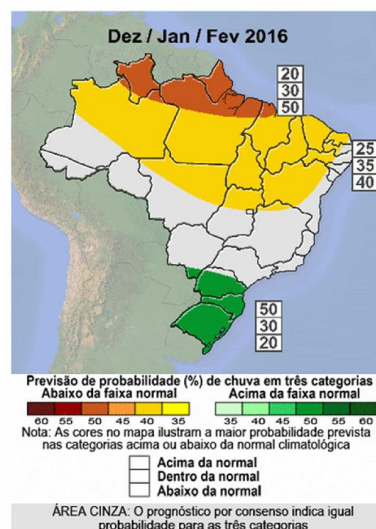 Dez / Jan / Fev 2016
20
30
50
25
35
40
50
30
20
Previsão de probabilidade (%) de chuva em três categorias
Abaixo da faixa normal Acima da faixa normal
60 55 50 45 40 35 35 40 45 50 55 60
Nota: As cores no mapa ilustram a maior probabilidade prevista
nas categorias acima ou abaixo da normal climatológica
Acima da normal
Dentro da normal
Abaixo da normal
ÁREA CINZA: O prognóstico por consenso indica igual
probabilidade para as três categorias